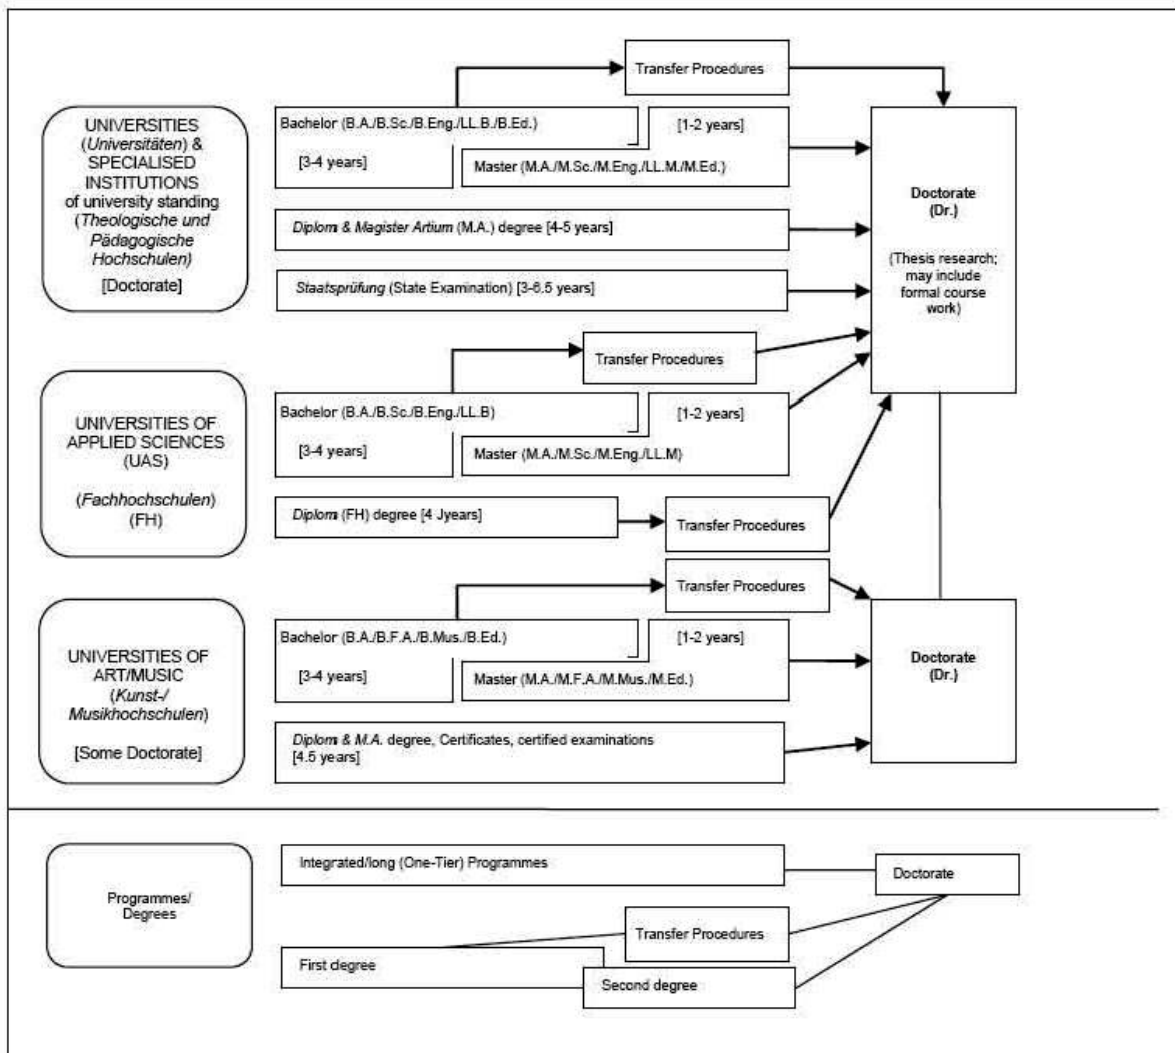 Transfer Procedures
UNIVERSITIES
(Universitäten) &
SPECIALISED
INSTITUTIONS
of university standing
(Theologische und
Pädagogische
Hochschulen)
[Doctorate]
Bachelor (B.A./B.Sc./B.Eng./LL.B./B.Ed.)
[3-4 years]
[1-2 years]
Master (M.A./M.Sc./M.Eng./LL.M./M.Ed.)
Diplom & Magister Artium (M.A.) degree [4-5 years]
Staatsprüfung (State Examination) [3-6.5 years]
Doctorate
(Dr.)
(Thesis research;
may include
formal course
work)
Transfer Procedures
UNIVERSITIES OF
APPLIED SCIENCES
(UAS)
(Fachhochschulen)
(FH)
Bachelor (B.A./B.Sc./B.Eng./LL.B)
[3-4 years]
[1-2 years]
Master (M.A./M.Sc./M.Eng./LL.M)
Diplom (FH) degree [4 Jyears]
Transfer Procedures
Transfer Procedures
UNIVERSITIES OF
ART/MUSIC
(Kunst-/
Musikhochschulen)
[Some Doctorate]
Bachelor (B.A./B.F.A./B.Mus./B.Ed.)
[3-4 years]
[1-2 years]
Master (M.A./M.F.A./M.Mus./M.Ed.)
Diplom & M.A. degree, Certificates, certified examinations
[4.5 years]
Doctorate
(Dr.)
Programmes/
Degrees
Integrated/long (One-Tier) Programmes
Doctorate
Transfer Procedures
First degree
Second degree